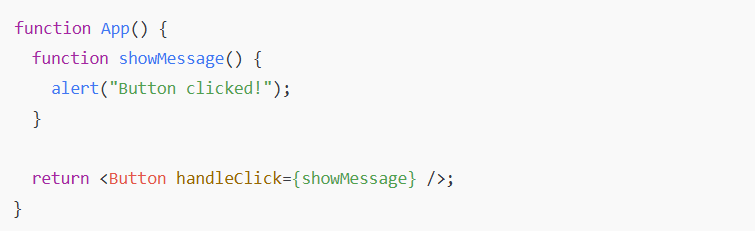 function App() {
  function showMessage() {
    alert("Button clicked!");
  }

  return <Button handleClick={showMessage} />;
}